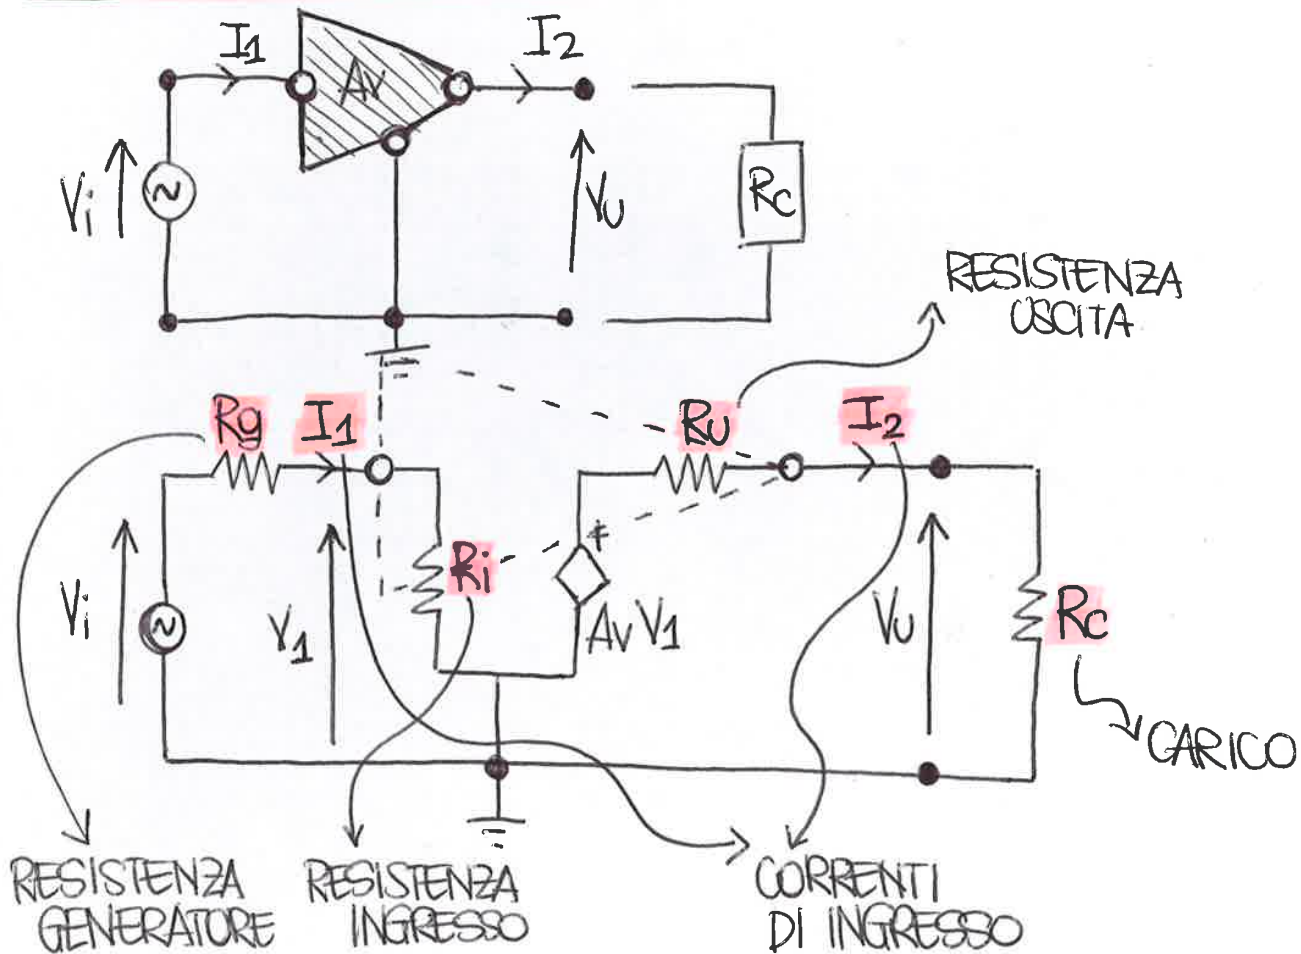 I1
I2
Av
Vi
Vu
Rc
RESISTENZA
USCITA
Rg
I1
Ru
I2
Vi
V1
Ri
+
Av V1
Vu
Rc
CARICO
RESISTENZA
GENERATORE
RESISTENZA
INGRESSO
CORRENTI
DI INGRESSO